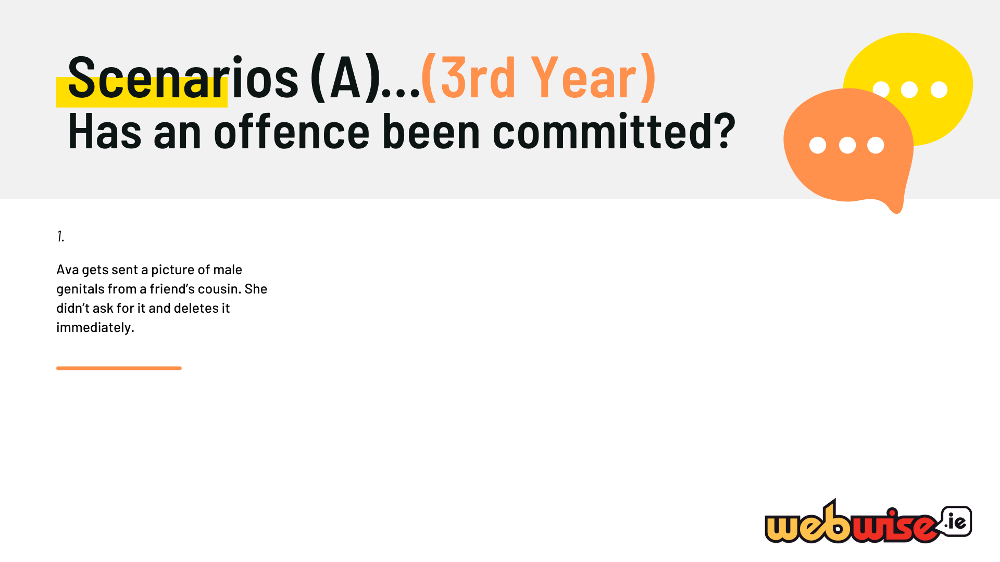 Scenarios (A)...(3rd Year)
Has an offence been committed?
1.
Ava gets sent a picture of male
genitals from a friend’s cousin. She
didn’t ask for it and deletes it
immediately.
webwise.ie